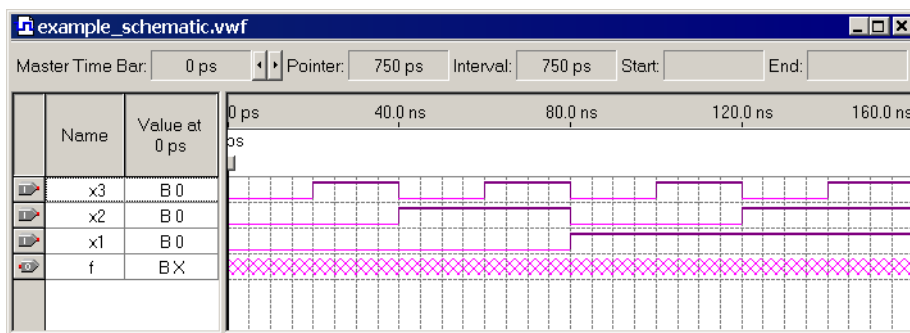 example_schematic.vwf
Master Time Bar: 0 ps Pointer: 750 ps Interval: 750 ps Start: End:
Name Value at 0 ps
0 ps 40.0 ns 80.0 ns 120.0 ns 160.0 ns
ps
x3 B 0
x2 B 0
x1 B 0
f B X